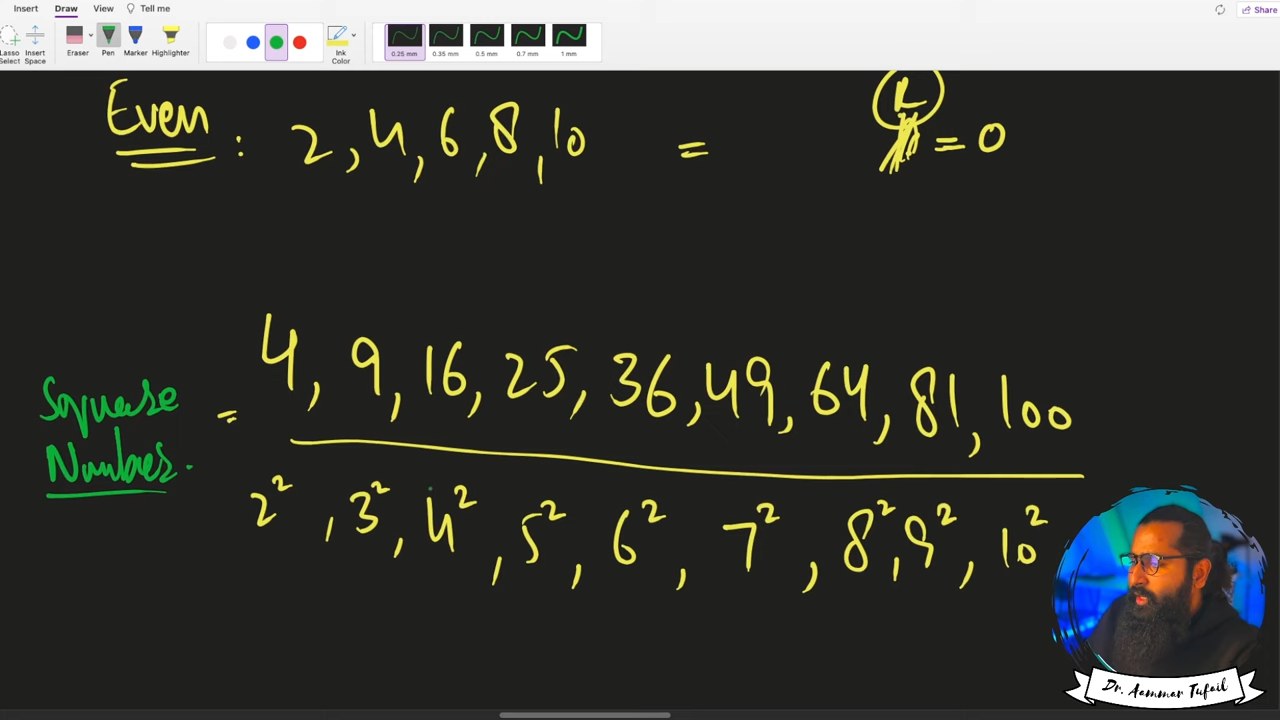 Insert Draw View Tell me Share
Lasso Select Insert Space Eraser Pen Marker Highlighter Ink Color 0.25 mm 0.35 mm 0.5 mm 0.7 mm 1 mm
Even : 2, 4, 6, 8, 10 = = 0
Square Numbers. = 4, 9, 16, 25, 36, 49, 64, 81, 100
2², 3², 4², 5², 6², 7², 8², 9², 10²
Dr. Aammar Tufail